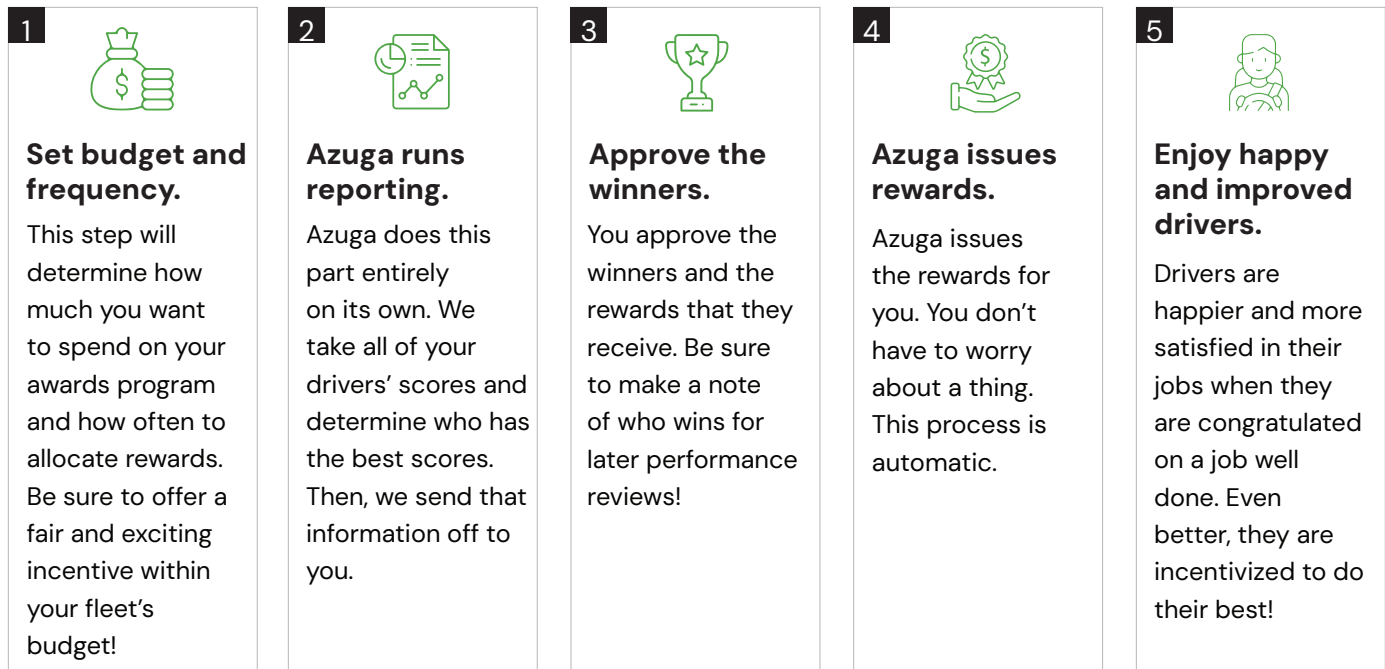 1
Set budget and
frequency.
This step will
determine how
much you want
to spend on your
awards program
and how often to
allocate rewards.
Be sure to offer a
fair and exciting
incentive within
your fleet’s
budget!
2
Azuga runs
reporting.
Azuga does this
part entirely
on its own. We
take all of your
drivers’ scores and
determine who has
the best scores.
Then, we send that
information off to
you.
3
Approve the
winners.
You approve the
winners and the
rewards that they
receive. Be sure
to make a note
of who wins for
later performance
reviews!
4
Azuga issues
rewards.
Azuga issues
the rewards for
you. You don’t
have to worry
about a thing.
This process is
automatic.
5
Enjoy happy
and improved
drivers.
Drivers are
happier and more
satisfied in their
jobs when they
are congratulated
on a job well
done. Even
better, they are
incentivized to do
their best!